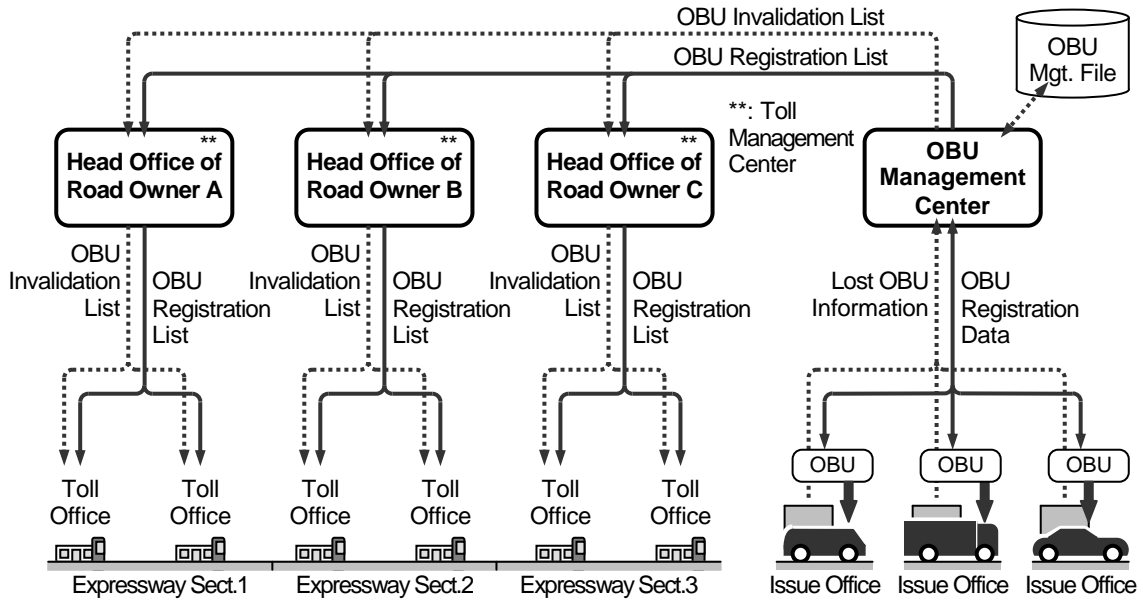 OBU Invalidation List
OBU Registration List
OBU
Mgt. File
**: Toll
Management
Center
**
Head Office of
Road Owner A
**
Head Office of
Road Owner B
**
Head Office of
Road Owner C
OBU
Management
Center
OBU
Invalidation
List
OBU
Registration
List
OBU
Invalidation
List
OBU
Registration
List
OBU
Invalidation
List
OBU
Registration
List
Lost OBU
Information
OBU
Registration
Data
OBU
OBU
OBU
Toll
Office
Toll
Office
Toll
Office
Toll
Office
Toll
Office
Toll
Office
Expressway Sect.1
Expressway Sect.2
Expressway Sect.3
Issue Office
Issue Office
Issue Office